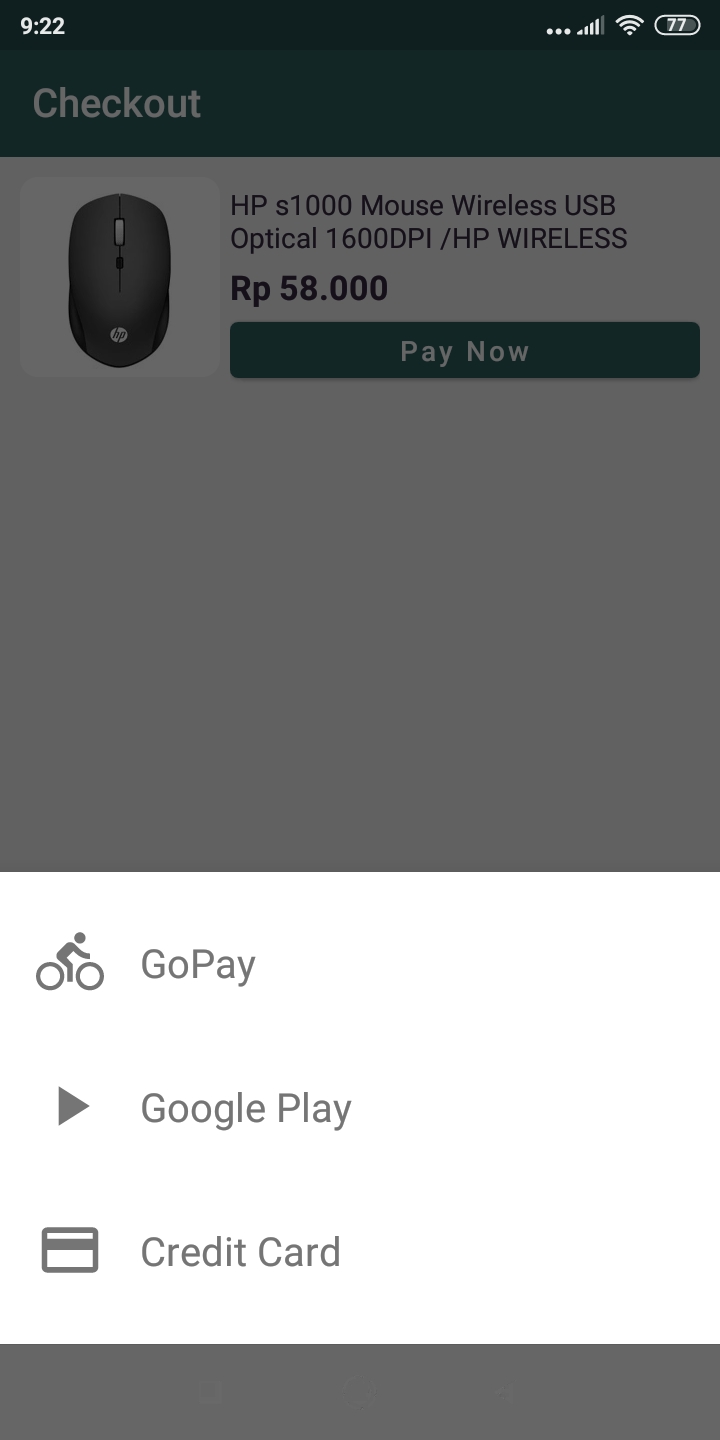 9:22
77
Checkout
HP s1000 Mouse Wireless USB
Optical 1600DPI /HP WIRELESS
Rp 58.000
hp
Pay Now
GoPay
Google Play
Credit Card